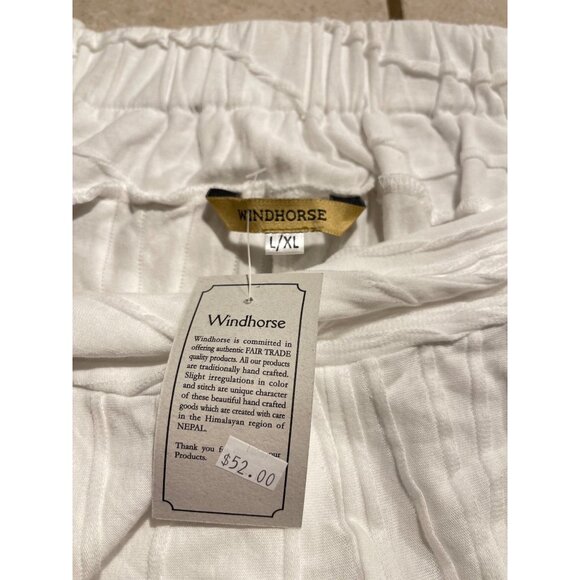 WINDHORSE
L/XL
Windhorse
Windhorse is committed in
offering authentic FAIR TRADE
quality products. All our products
are traditionally hand crafted.
Slight irregulations in color
and stitch are unique character
of these beautiful hand crafted
goods which are created with care
in the Himalayan region of
NEPAL.
Thank you f our
Products.
$52.00